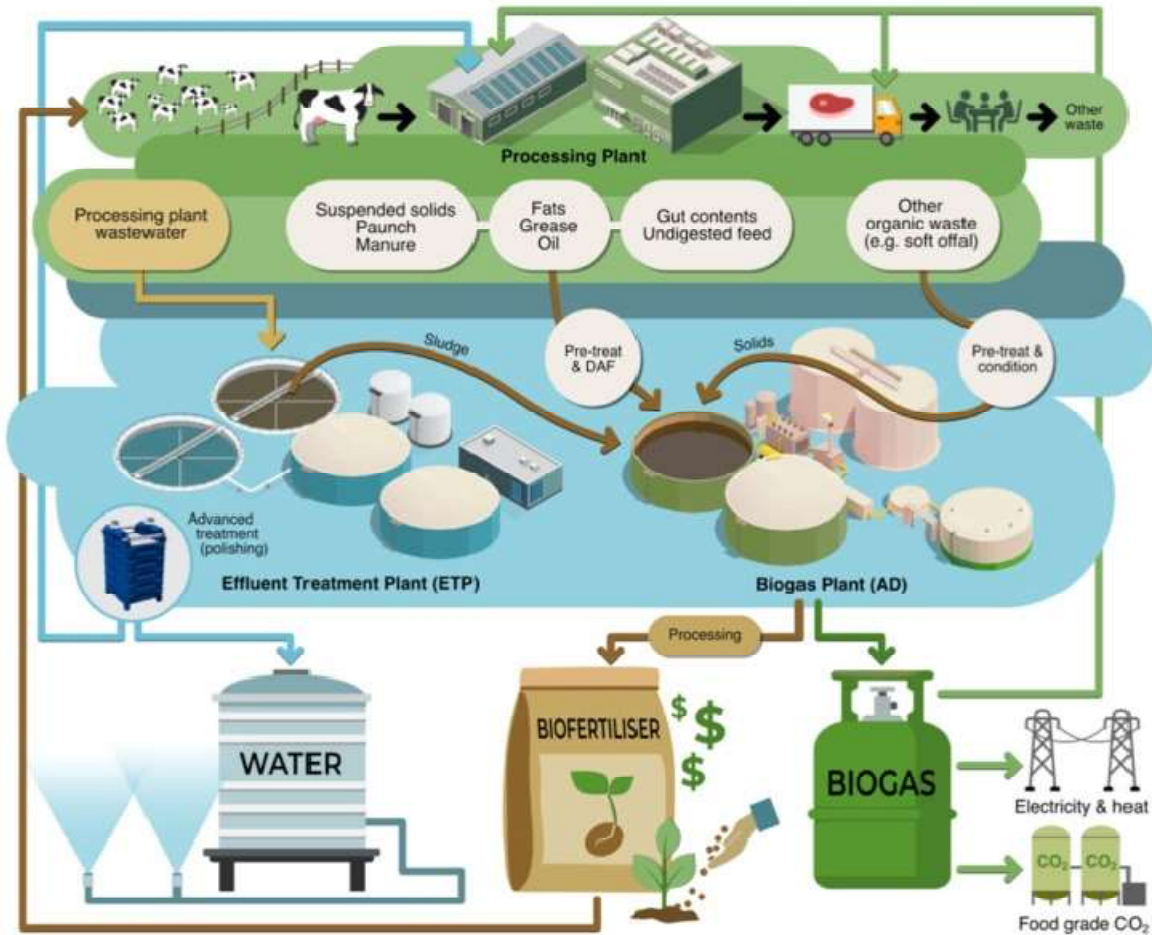 Other
waste
Processing Plant
Processing plant
wastewater
Suspended solids
Paunch
Manure
Fats
Grease
Oil
Gut contents
Undigested feed
Other
organic waste
(e.g. soft offal)
Sludge
Pre-treat
& DAF
Solids
Pre-treat &
condition
Advanced
treatment
(polishing)
Effluent Treatment Plant (ETP)
Biogas Plant (AD)
Processing
WATER
BIOFERTILISER
$
$
$
BIOGAS
Electricity & heat
CO₂
CO₂
Food grade CO₂